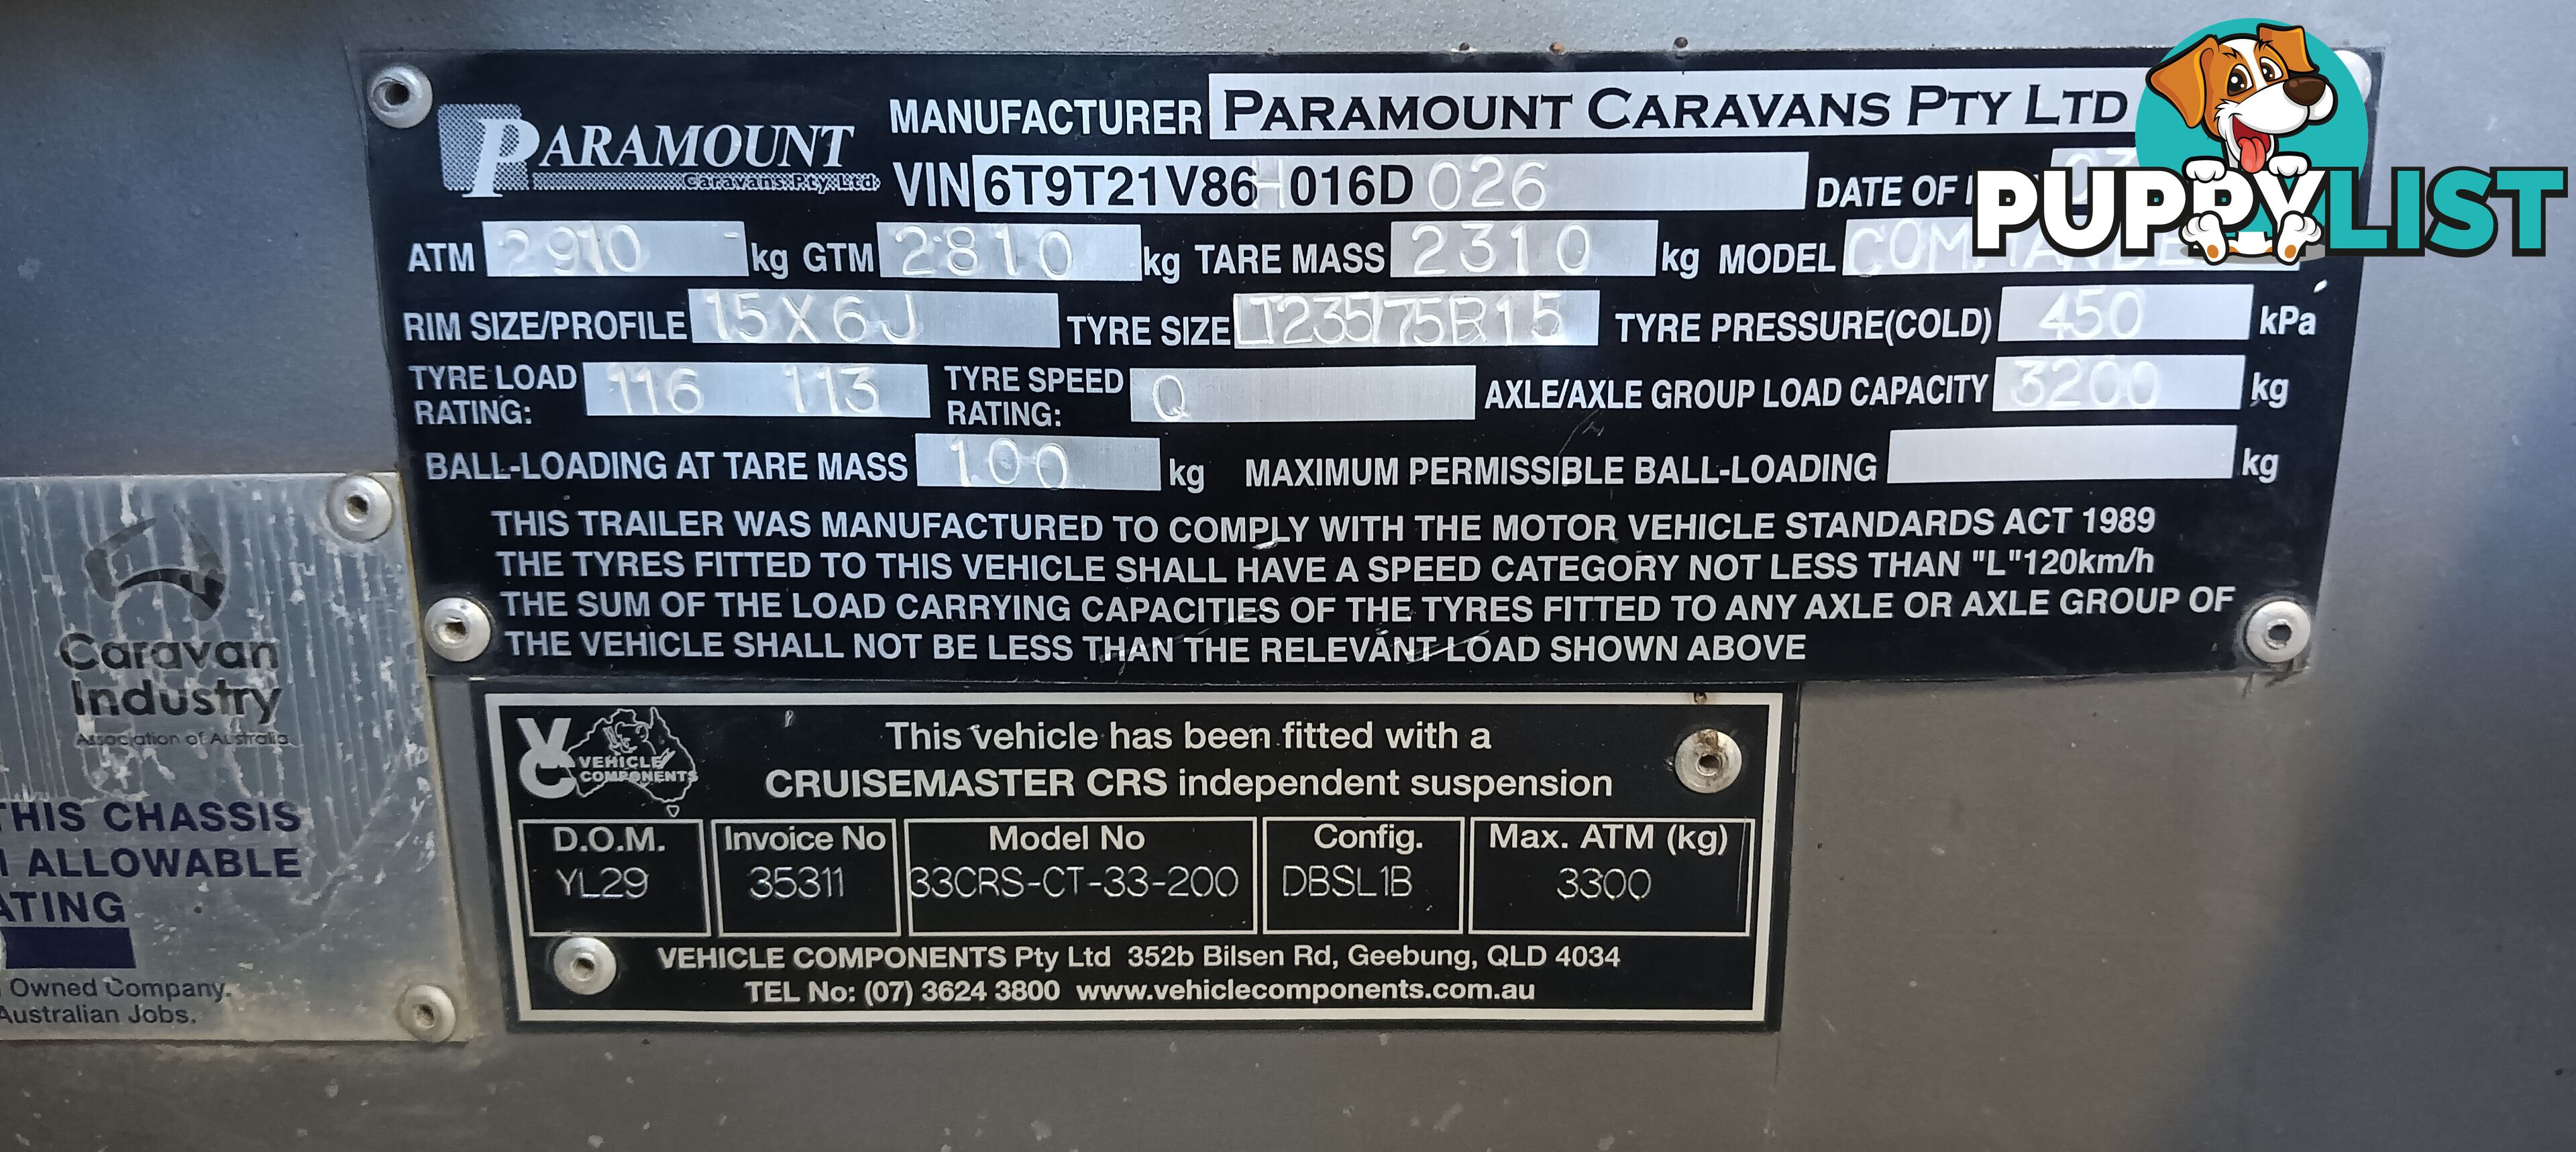 PARAMOUNT
Caravans Pty Ltd.
MANUFACTURER PARAMOUNT CARAVANS PTY LTD
VIN 6T9T21V86H016D026
DATE OF
ATM 2910 kg GTM 2810 kg TARE MASS 2310 kg MODEL COMMANDE
RIM SIZE/PROFILE 15X6J TYRE SIZE LT235/75R15 TYRE PRESSURE(COLD) 450 kPa
TYRE LOAD RATING: 116 113 TYRE SPEED RATING: Q AXLE/AXLE GROUP LOAD CAPACITY 3200 kg
BALL-LOADING AT TARE MASS 100 kg MAXIMUM PERMISSIBLE BALL-LOADING kg
THIS TRAILER WAS MANUFACTURED TO COMPLY WITH THE MOTOR VEHICLE STANDARDS ACT 1989
THE TYRES FITTED TO THIS VEHICLE SHALL HAVE A SPEED CATEGORY NOT LESS THAN "L"120km/h
THE SUM OF THE LOAD CARRYING CAPACITIES OF THE TYRES FITTED TO ANY AXLE OR AXLE GROUP OF
THE VEHICLE SHALL NOT BE LESS THAN THE RELEVANT LOAD SHOWN ABOVE
PUPPYLIST
Caravan
Industry
Association of Australia
THIS CHASSIS
ALLOWABLE
ATING
Owned Company.
Australian Jobs.
VC VEHICLE
COMPONENTS
This vehicle has been fitted with a
CRUISEMASTER CRS independent suspension
D.O.M. Invoice No Model No Config. Max. ATM (kg)
YL29 35311 33CRS-CT-33-200 DBSL1B 3300
VEHICLE COMPONENTS Pty Ltd 352b Bilsen Rd, Geebung, QLD 4034
TEL No: (07) 3624 3800 www.vehiclecomponents.com.au